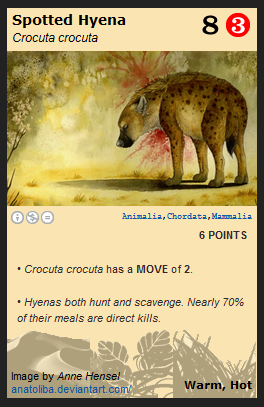 Spotted Hyena 8 3
Crocuta crocuta
Animalia, Chordata, Mammalia
6 POINTS
• Crocuta crocuta has a MOVE of 2.
• Hyenas both hunt and scavenge. Nearly 70%
of their meals are direct kills.
Image by Anne Hensel
anatoliba.deviantart.com/
Warm, Hot